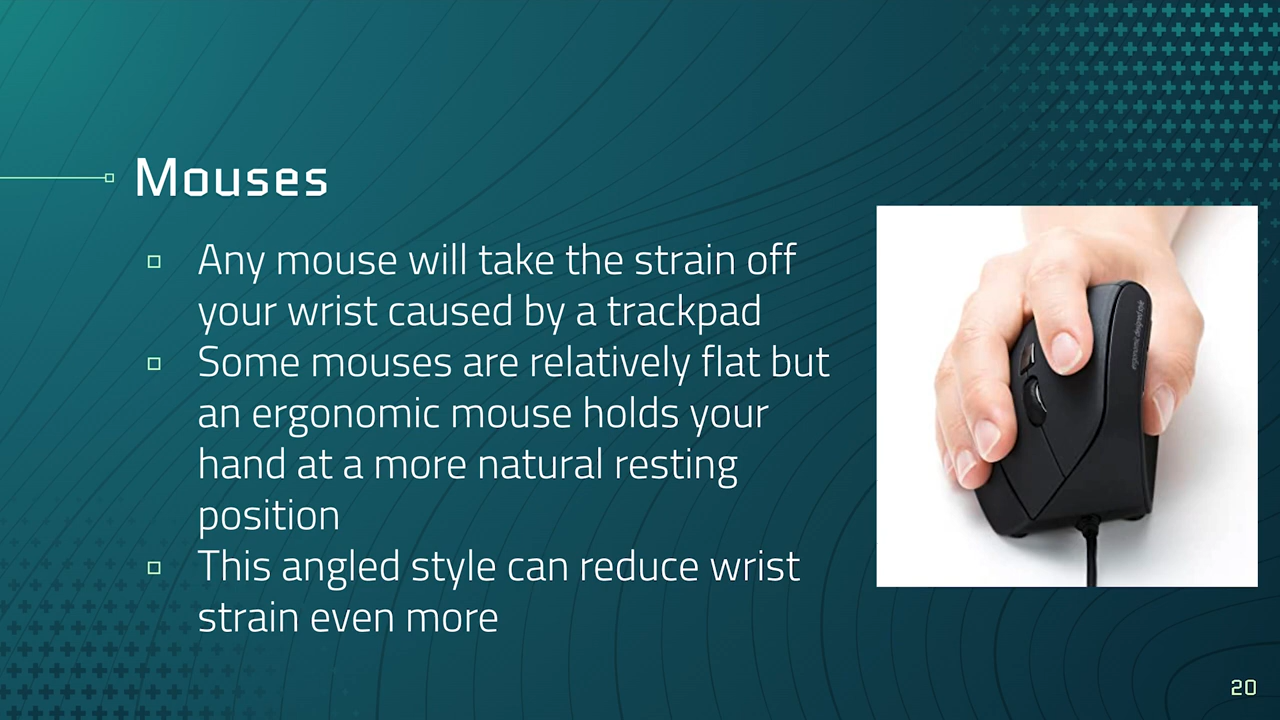 Mouses
Any mouse will take the strain off
your wrist caused by a trackpad
Some mouses are relatively flat but
an ergonomic mouse holds your
hand at a more natural resting
position
This angled style can reduce wrist
strain even more
20